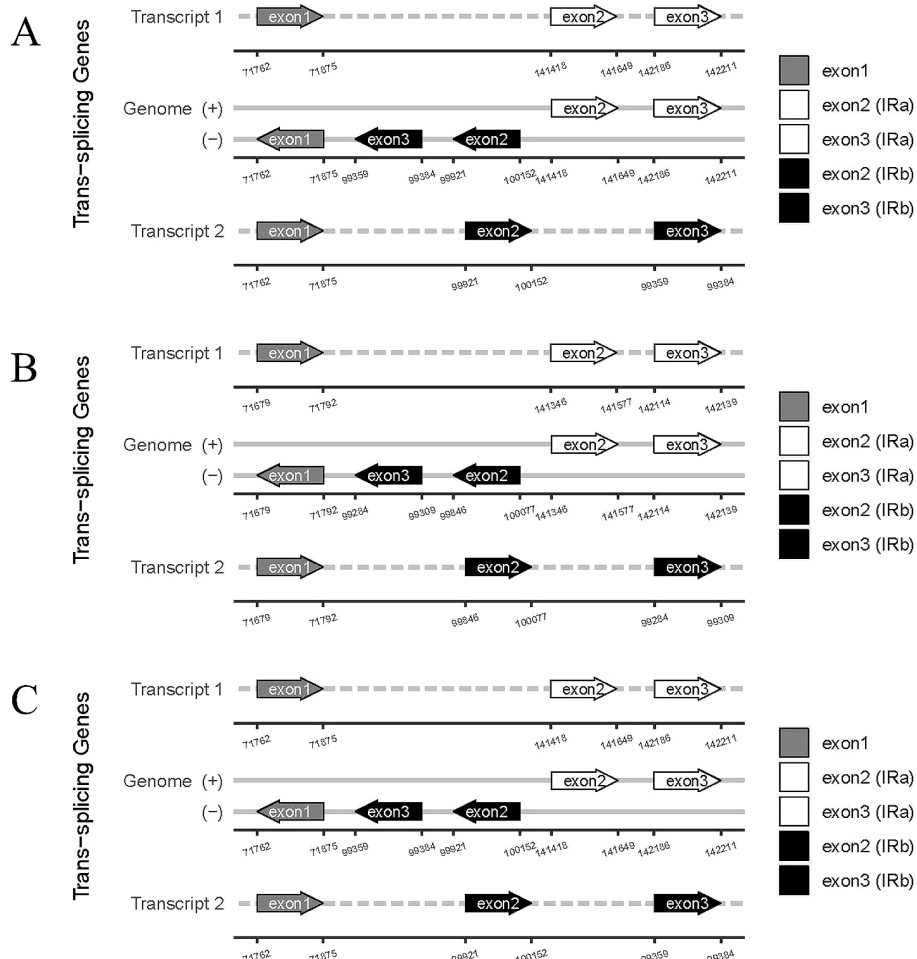 A
Trans-splicing Genes
Transcript 1 exon1 exon2 exon3
71762 71875 141418 141649 142186 142211
Genome (+) exon2 exon3
(−) exon1 exon3 exon2
71762 71875 99359 99384 99921 100152 141418 141649 142186 142211
Transcript 2 exon1 exon2 exon3
71762 71875 99921 100152 99359 99384
exon1
exon2 (IRa)
exon3 (IRa)
exon2 (IRb)
exon3 (IRb)
B
Trans-splicing Genes
Transcript 1 exon1 exon2 exon3
71679 71792 141346 141577 142114 142139
Genome (+) exon2 exon3
(−) exon1 exon3 exon2
71679 71792 99284 99309 99846 100077 141346 141577 142114 142139
Transcript 2 exon1 exon2 exon3
71679 71792 99846 100077 99284 99309
exon1
exon2 (IRa)
exon3 (IRa)
exon2 (IRb)
exon3 (IRb)
C
Trans-splicing Genes
Transcript 1 exon1 exon2 exon3
71762 71875 141418 141649 142186 142211
Genome (+) exon2 exon3
(−) exon1 exon3 exon2
71762 71875 99359 99384 99921 100152 141418 141649 142186 142211
Transcript 2 exon1 exon2 exon3
71762 71875 99921 100152 99359 99384
exon1
exon2 (IRa)
exon3 (IRa)
exon2 (IRb)
exon3 (IRb)